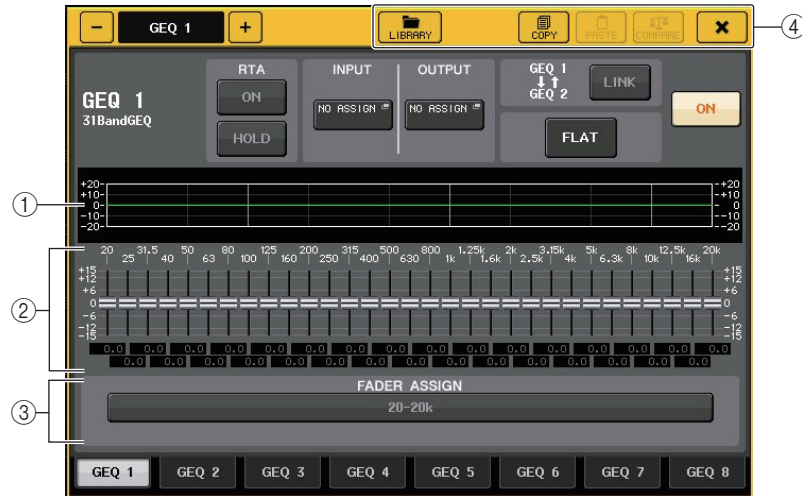 − GEQ 1 + LIBRARY COPY PASTE COMPARE × ④
RTA INPUT OUTPUT GEQ 1
GEQ 1 ON NO ASSIGN NO ASSIGN ↓↑ LINK ON
31BandGEQ GEQ 2
HOLD FLAT
① +20 +20
+10 +10
0 0
-10 -10
-20 -20
② 20 31.5 50 80 125 200 315 500 800 1.25k 2k 3.15k 5k 8k 12.5k 20k
25 40 63 100 160 250 400 630 1k 1.6k 2.5k 4k 6.3k 10k 16k
+15 +15
+12 +12
+6 +6
0 0
-6 -6
-12 -12
-15 -15
0.0 0.0 0.0 0.0 0.0 0.0 0.0 0.0 0.0 0.0 0.0 0.0 0.0 0.0 0.0 0.0
0.0 0.0 0.0 0.0 0.0 0.0 0.0 0.0 0.0 0.0 0.0 0.0 0.0 0.0 0.0
③ FADER ASSIGN
20-20k
GEQ 1 GEQ 2 GEQ 3 GEQ 4 GEQ 5 GEQ 6 GEQ 7 GEQ 8